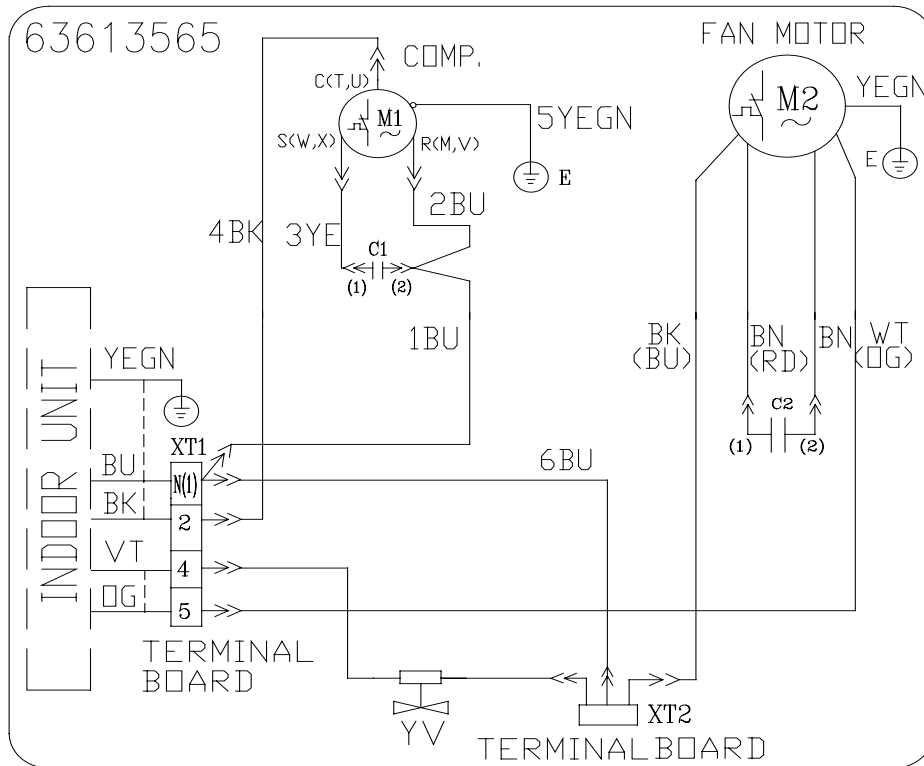 63613565
FAN MOTOR
COMP.
C(T,U)
M1
~
S(W,X)
R(M,V)
5YEGN
E
M2
~
YEGN
E
4BK
3YE
2BU
C1
(1)
(2)
1BU
BK
(BU)
BN
(RD)
BN
WT
(OG)
C2
(1)
(2)
INDOOR UNIT
YEGN
XT1
BU
N(1)
6BU
BK
2
VT
4
OG
5
TERMINAL
BOARD
YV
XT2
TERMINAL BOARD